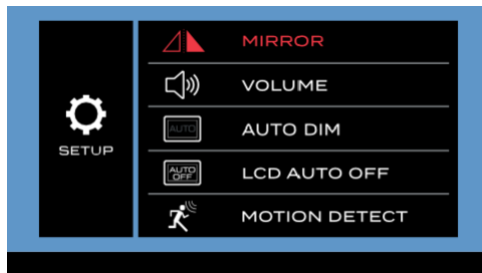 MIRROR
VOLUME
AUTO
AUTO DIM
SETUP
AUTO
OFF
LCD AUTO OFF
MOTION DETECT